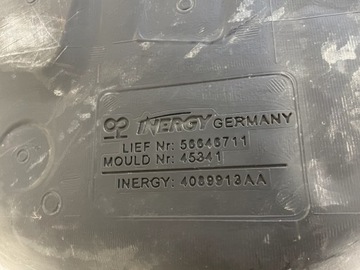 INERGY GERMANY
LIEF Nr: 56646711
MOULD Nr: 45341
INERGY: 4089913AA